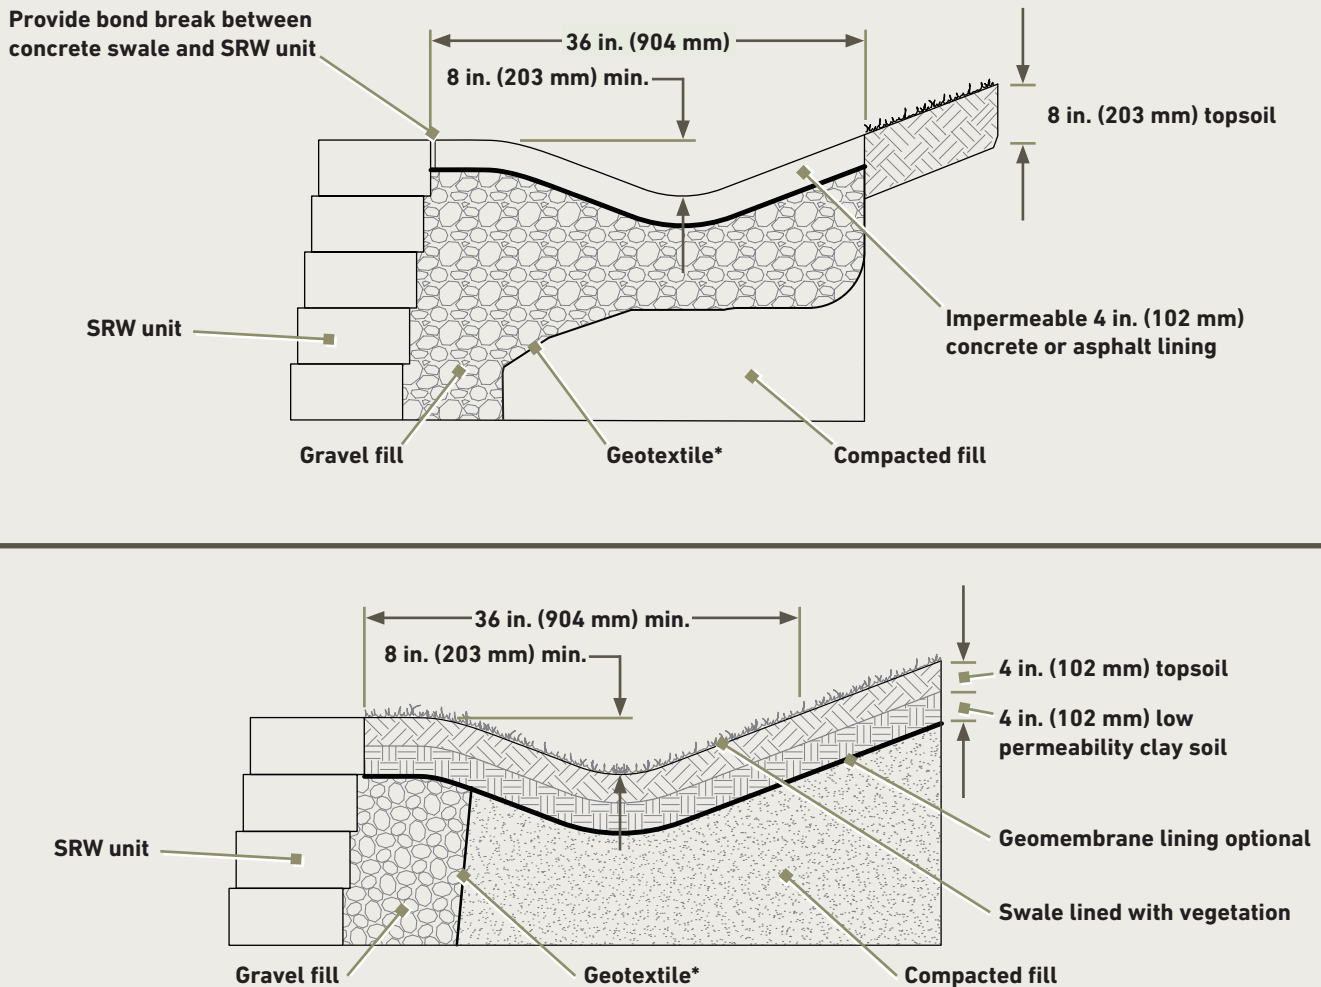 Provide bond break between
concrete swale and SRW unit
36 in. (904 mm)
8 in. (203 mm) min.
8 in. (203 mm) topsoil
SRW unit
Impermeable 4 in. (102 mm)
concrete or asphalt lining
Gravel fill
Geotextile*
Compacted fill
36 in. (904 mm) min.
8 in. (203 mm) min.
4 in. (102 mm) topsoil
4 in. (102 mm) low
permeability clay soil
SRW unit
Geomembrane lining optional
Swale lined with vegetation
Gravel fill
Geotextile*
Compacted fill